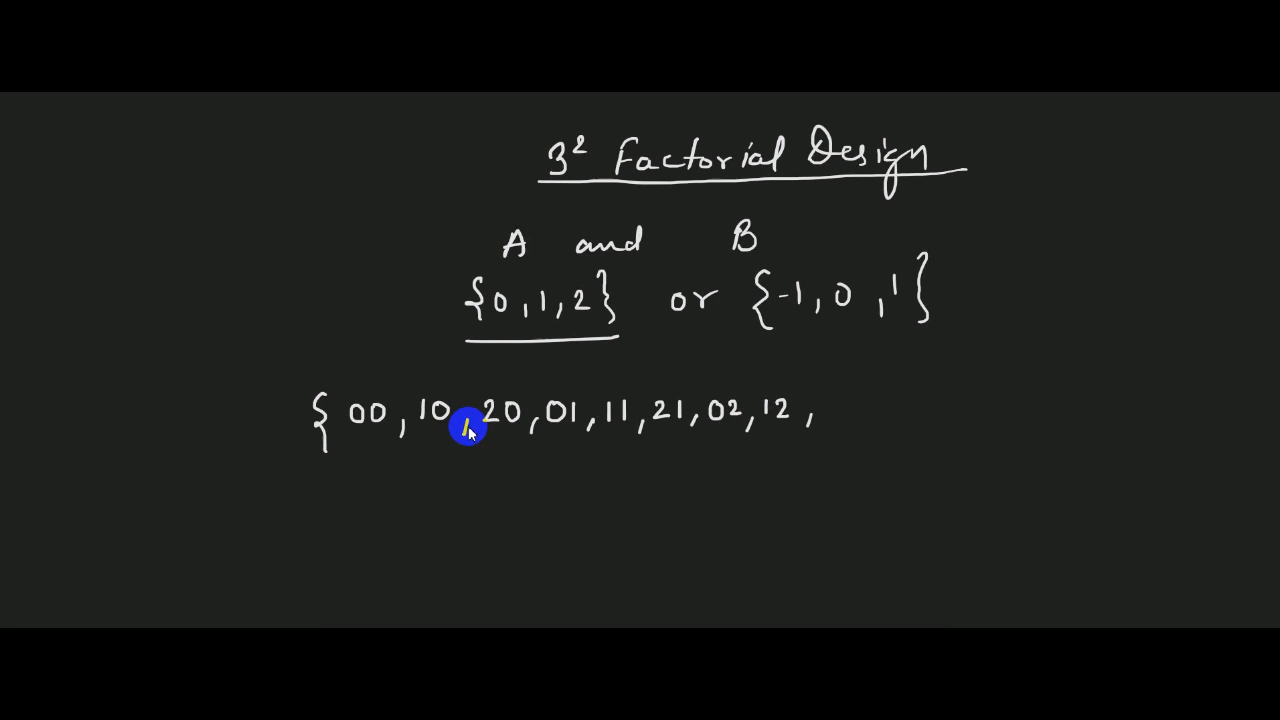 3² Factorial Design
A and B
{0,1,2} or {-1,0,1}
{00,10,20,01,11,21,02,12,